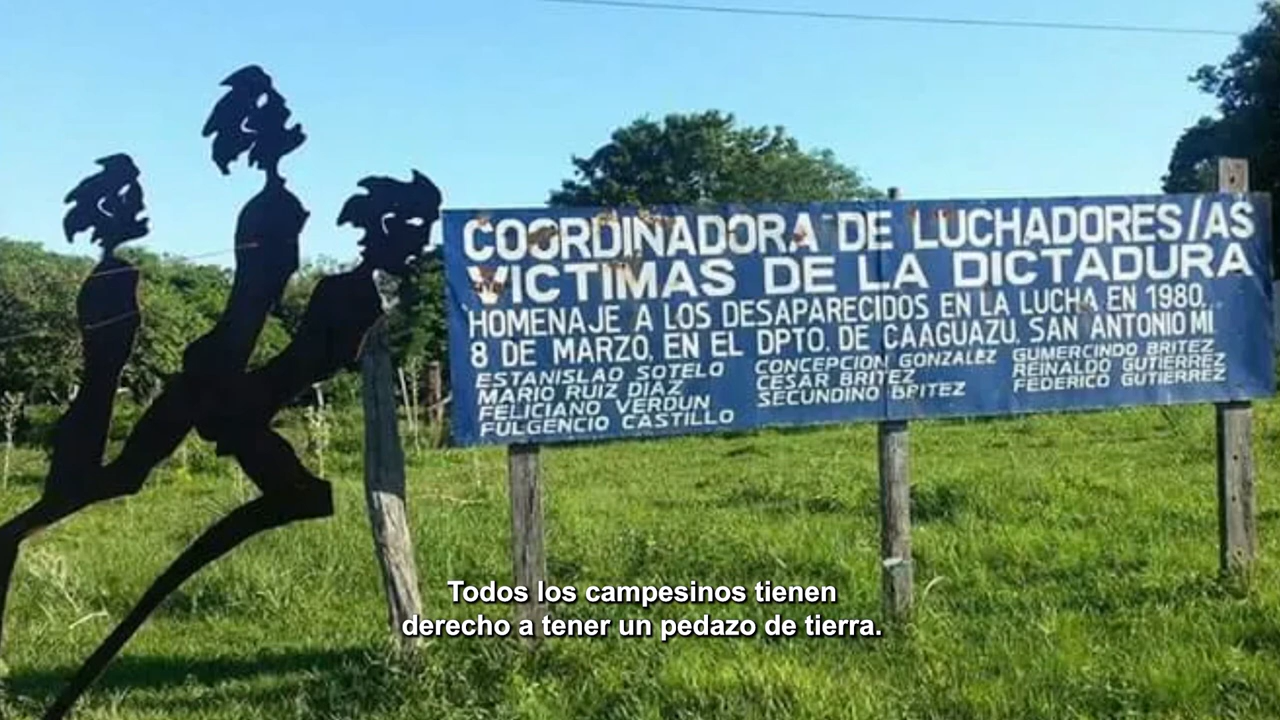 COORDINADORA DE LUCHADORES/AS
VICTIMAS DE LA DICTADURA
HOMENAJE A LOS DESAPARECIDOS EN LA LUCHA EN 1980.
8 DE MARZO, EN EL DPTO. DE CAAGUAZU, SAN ANTONIO MI
ESTANISLAO SOTELO
MARIO RUIZ DIAZ
FELICIANO VERDUN
FULGENCIO CASTILLO
CONCEPCION GONZALEZ
CESAR BRITEZ
SECUNDINO BRITEZ
GUMERCINDO BRITEZ
REINALDO GUTIERREZ
FEDERICO GUTIERREZ
Todos los campesinos tienen
derecho a tener un pedazo de tierra.